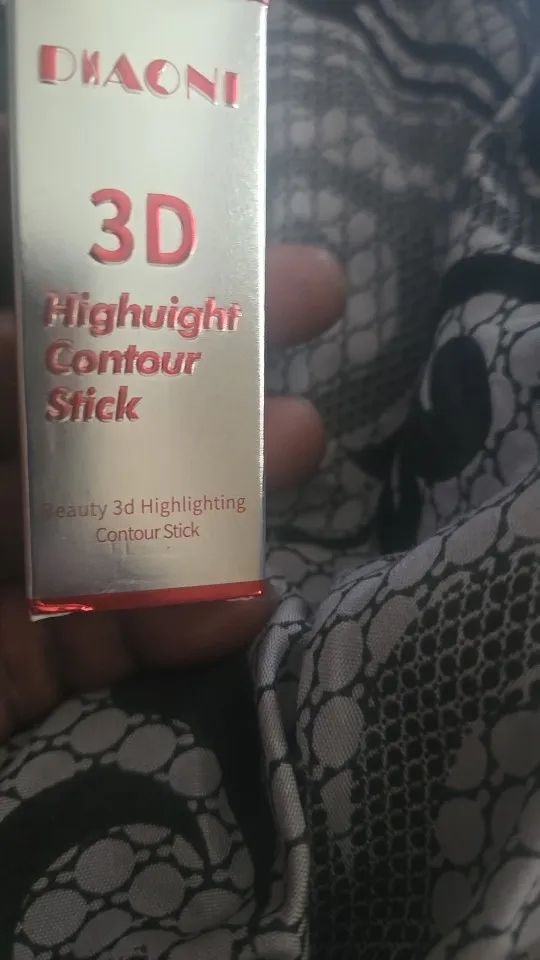 DIAONI
3D
Highuight
Contour
Stick
Beauty 3d Highlighting
Contour Stick